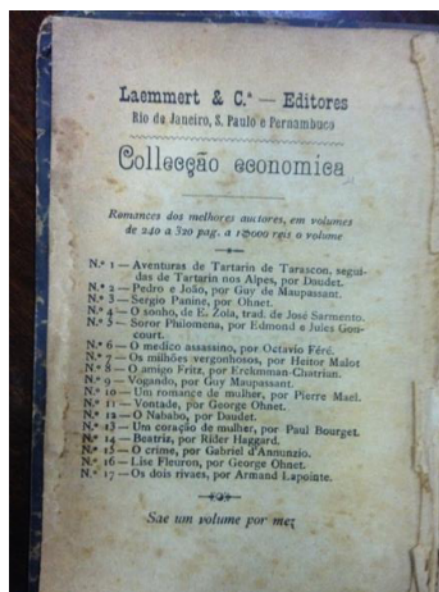 Laemmert & C.ª — Editores
Rio de Janeiro, S. Paulo e Pernambuco
Collecção economica
Romances dos melhores auctores, em volumes
de 240 a 320 pag. a 1$000 reis o volume
N.º 1 — Aventuras de Tartarin de Tarascon, segui-
das de Tartarin nos Alpes, por Daudet.
N.º 2 — Pedro e João, por Guy de Maupassant.
N.º 3 — Sergio Panine, por Ohnet.
N.º 4 — O sonho, de E. Zola, trad. de José Sarmento.
N.º 5 — Soror Philomena, por Edmond e Jules Gon-
court.
N.º 6 — O medico assassino, por Octavio Féré.
N.º 7 — Os milhões vergonhosos, por Heitor Malot
N.º 8 — O amigo Fritz, por Erckmman-Chatrian.
N.º 9 — Vogando, por Guy Maupassant.
N.º 10 — Um romance de mulher, por Pierre Mael.
N.º 11 — Vontade, por George Ohnet.
N.º 12 — O Nababo, por Daudet.
N.º 13 — Um coração de mulher, por Paul Bourget.
N.º 14 — Beatriz, por Rider Haggard.
N.º 15 — O crime, por Gabriel d'Annunzio.
N.º 16 — Lise Fleuron, por George Ohnet.
N.º 17 — Os dois rivaes, por Armand Lapointe.
Sae um volume por mez